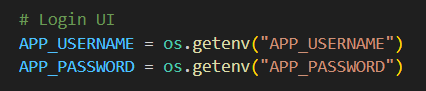 # Login UI
APP_USERNAME = os.getenv("APP_USERNAME")
APP_PASSWORD = os.getenv("APP_PASSWORD")